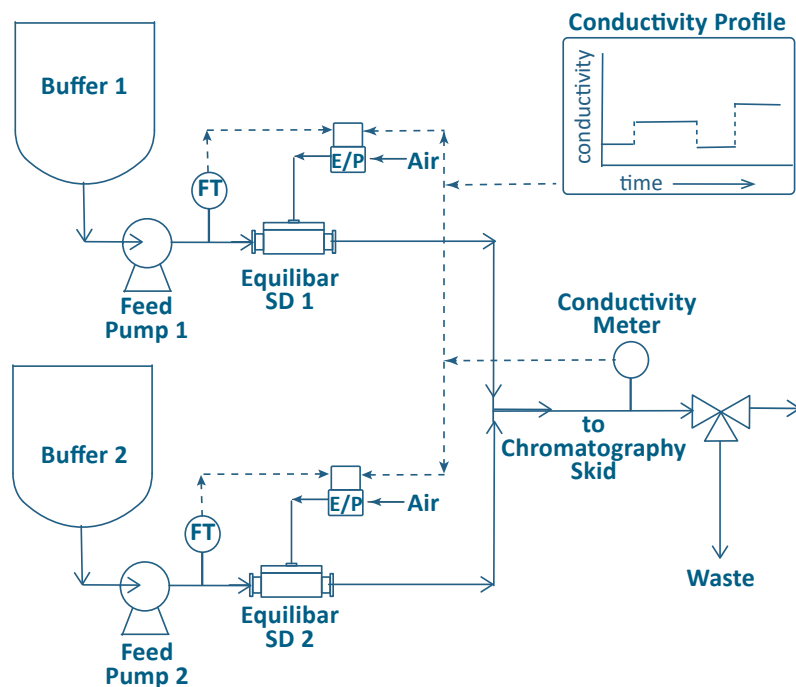 Conductivity Profile
conductivity
time
Buffer 1
E/P
Air
FT
Equilibar
SD 1
Feed
Pump 1
Conductivity
Meter
to
Chromatography
Skid
Buffer 2
E/P
Air
FT
Equilibar
SD 2
Feed
Pump 2
Waste